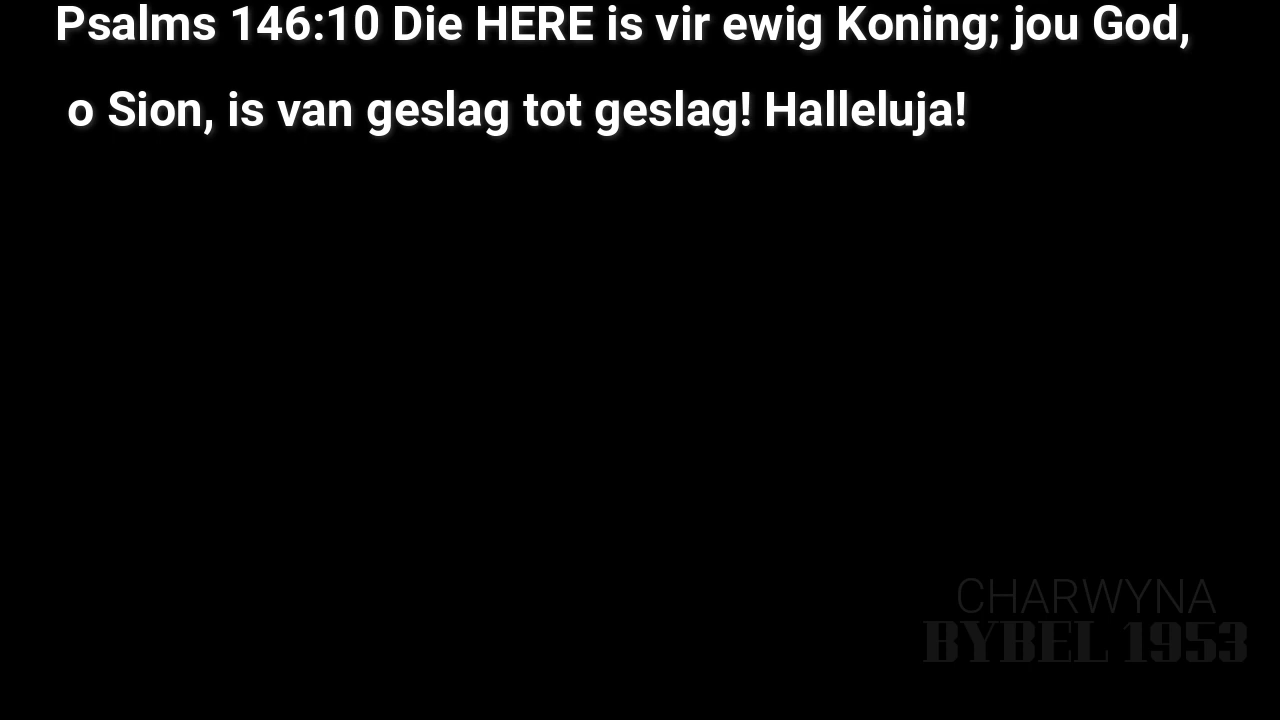 Psalms 146:10 Die HERE is vir ewig Koning; jou God,
o Sion, is van geslag tot geslag! Halleluja!
CHARWYNA
BYBEL 1953